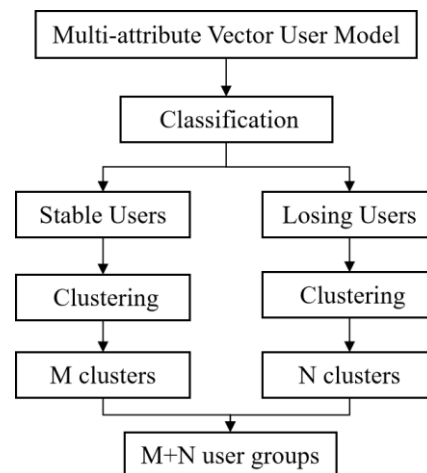 Multi-attribute Vector User Model
Classification
Stable Users
Losing Users
Clustering
Clustering
M clusters
N clusters
M+N user groups